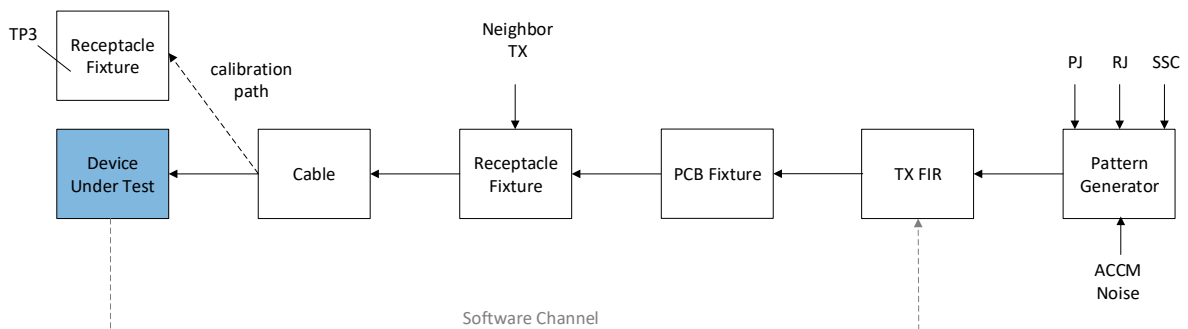 TP3
Receptacle
Fixture
calibration
path
Neighbor
TX
PJ
RJ
SSC
Device
Under Test
Cable
Receptacle
Fixture
PCB Fixture
TX FIR
Pattern
Generator
ACCM
Noise
Software Channel